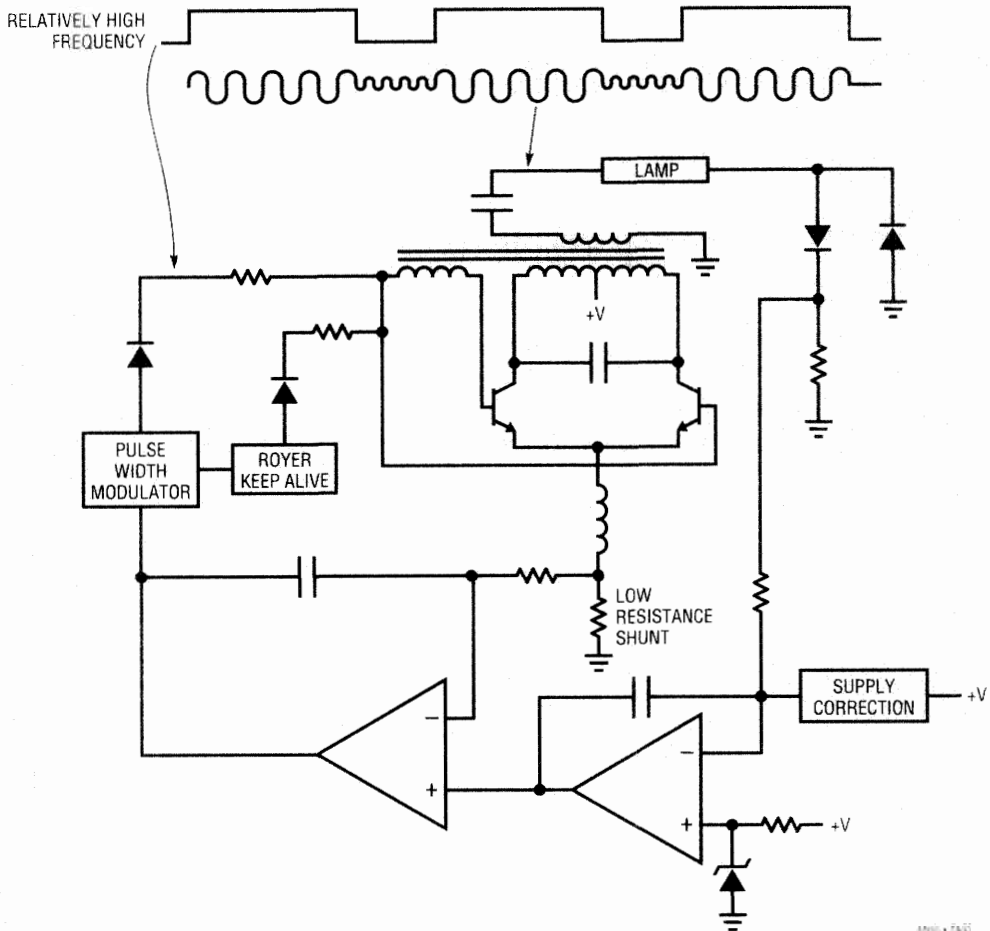 RELATIVELY HIGH
FREQUENCY
LAMP
+V
PULSE
WIDTH
MODULATOR
ROYER
KEEP ALIVE
LOW
RESISTANCE
SHUNT
SUPPLY
CORRECTION
+V
−
+
−
+
+V